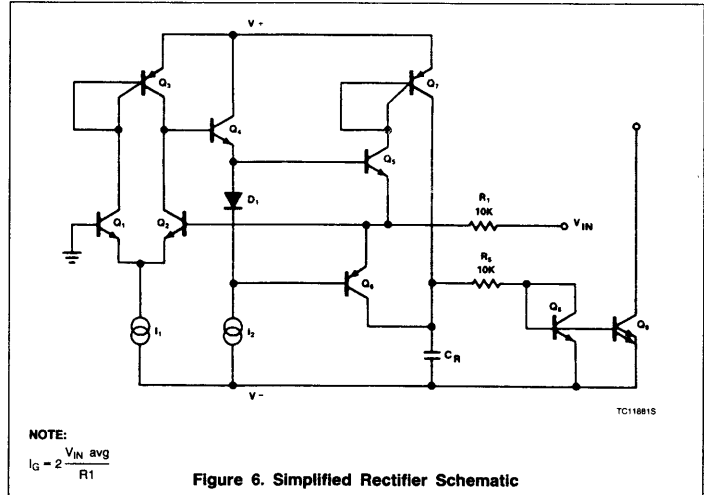 V +
Q3
Q7
Q4
Q5
D1
R1
10K
VIN
Q1
Q2
R5
10K
Q6
Q8
Q9
I1
I2
CR
V −
TC11881S
NOTE:
IG = 2 VIN avg
R1
Figure 6. Simplified Rectifier Schematic